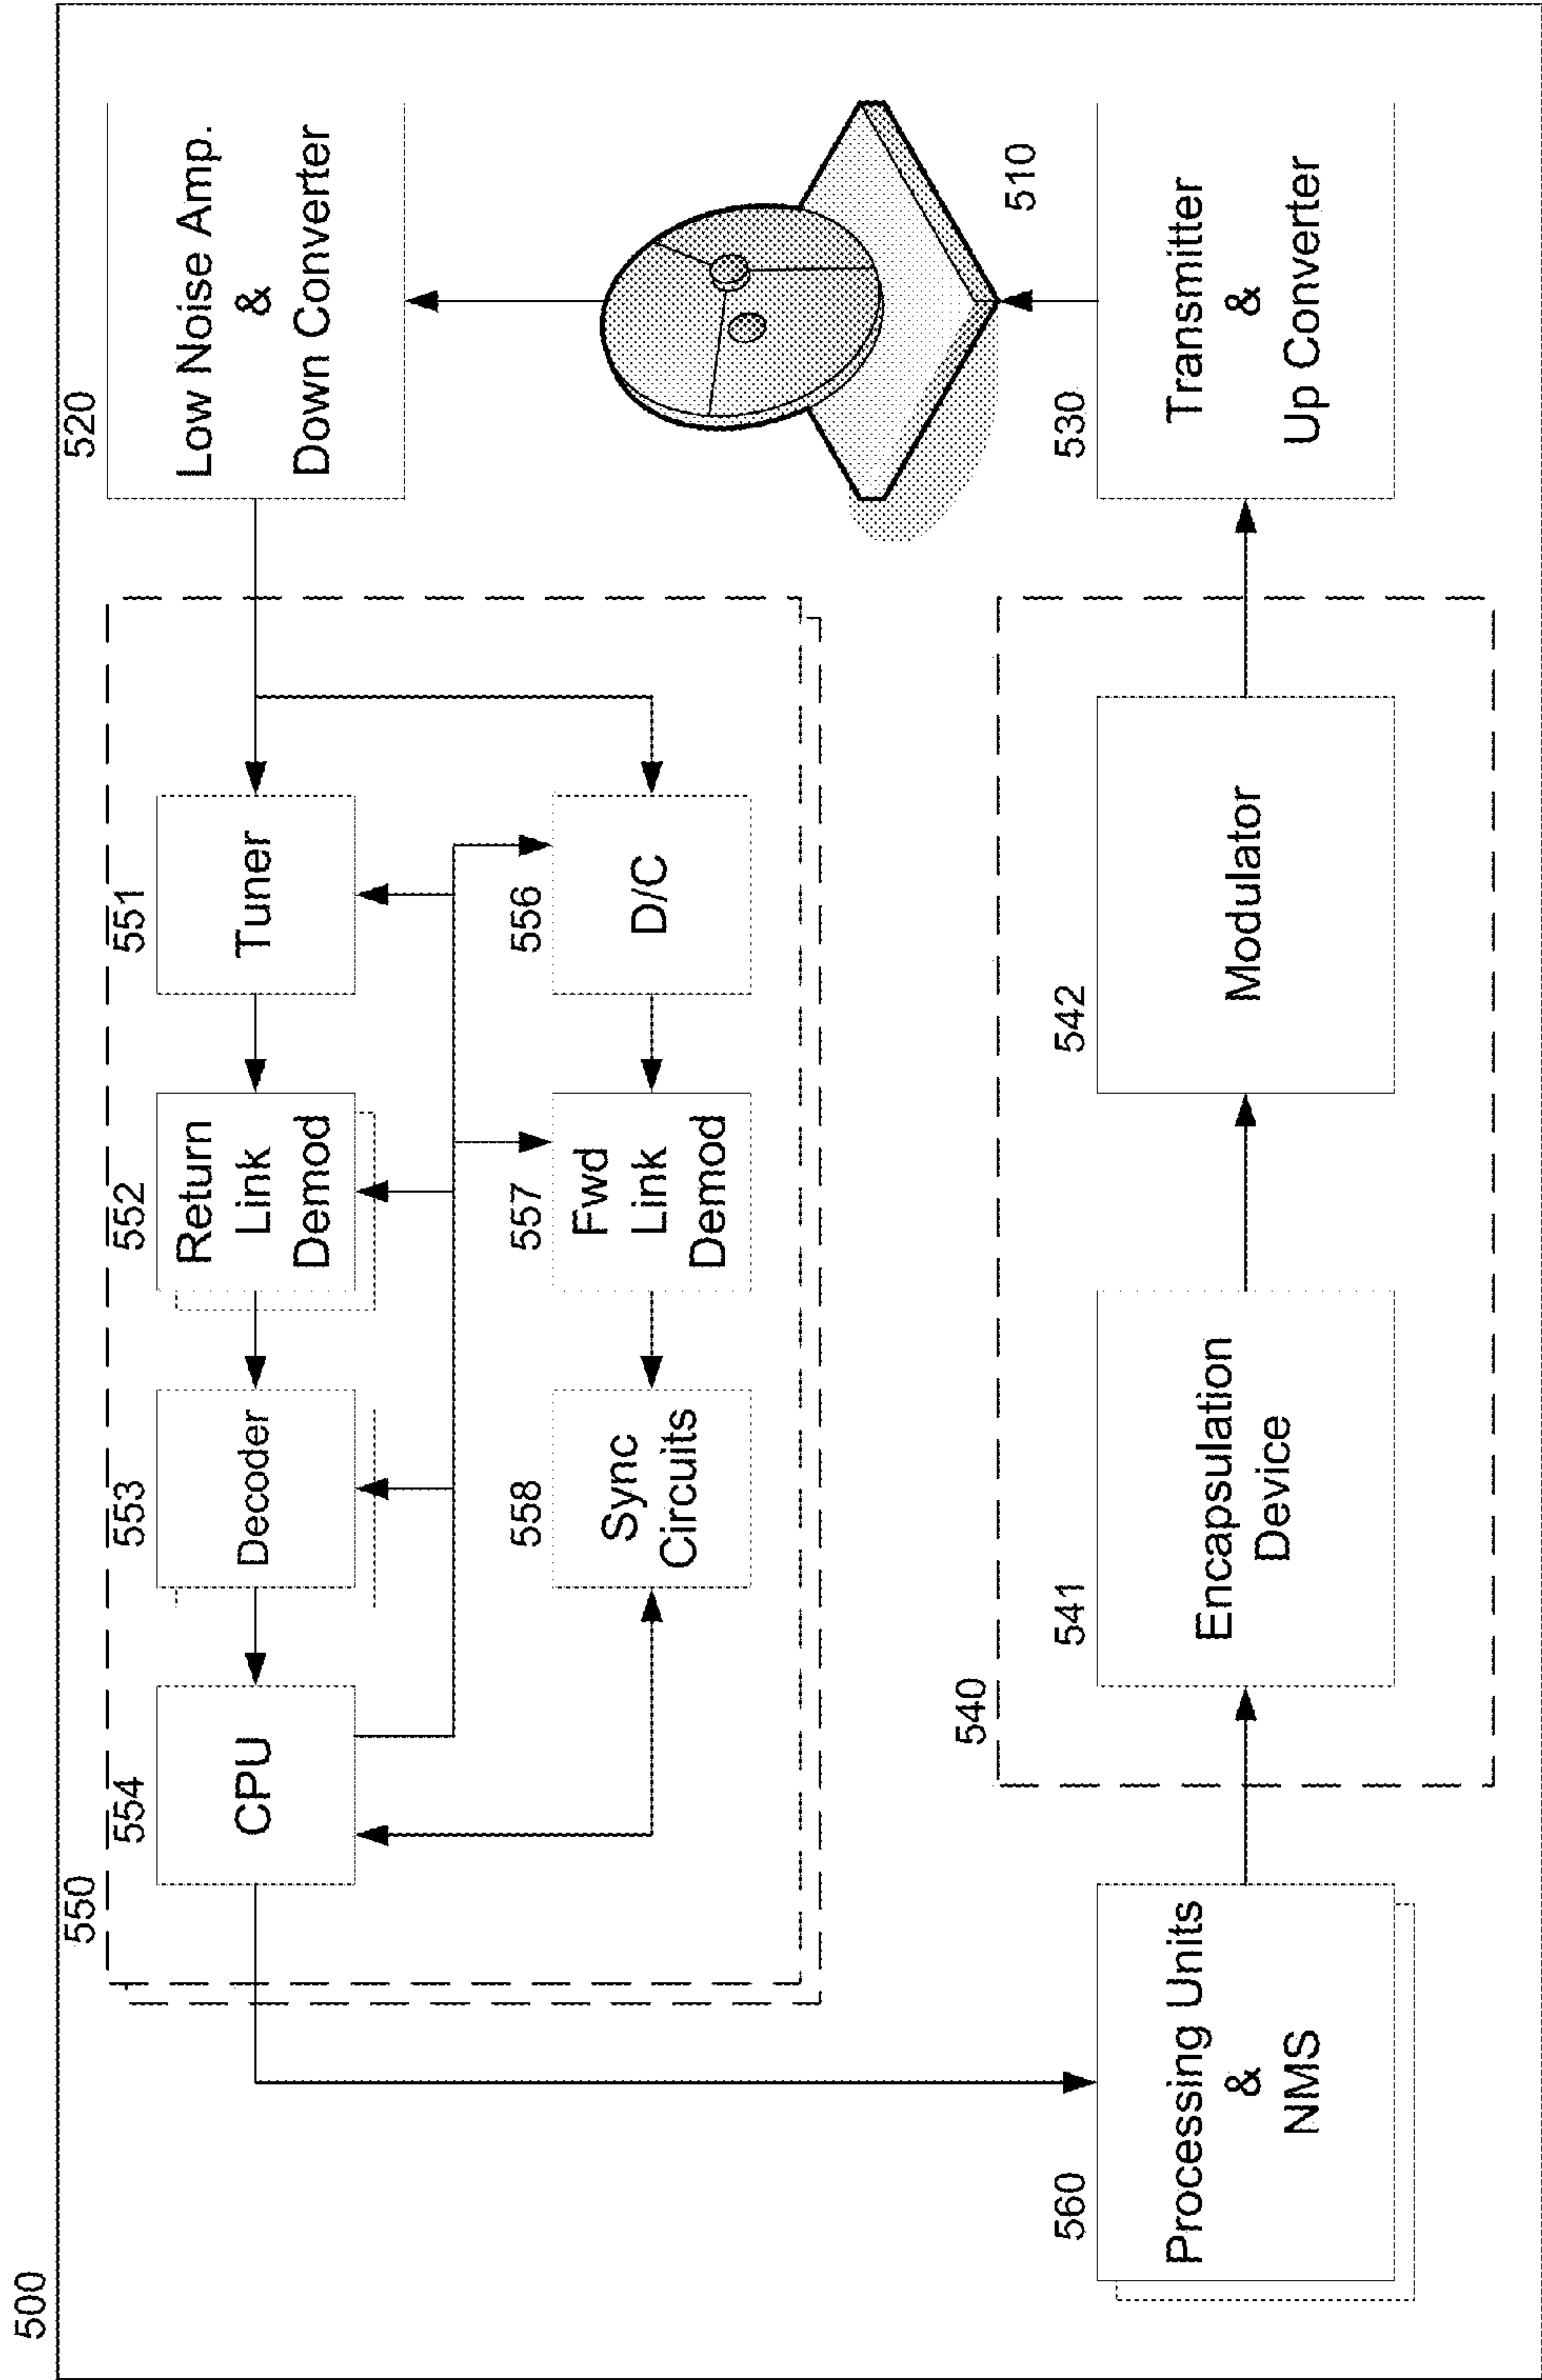 500
550
554
CPU
553
Decoder
552
Return
Link
Demod
551
Tuner
520
Low Noise Amp.
&
Down Converter
558
Sync
Circuits
557
Fwd
Link
Demod
556
D/C
510
560
Processing Units
&
NMS
540
541
Encapsulation
Device
542
Modulator
530
Transmitter
&
Up Converter